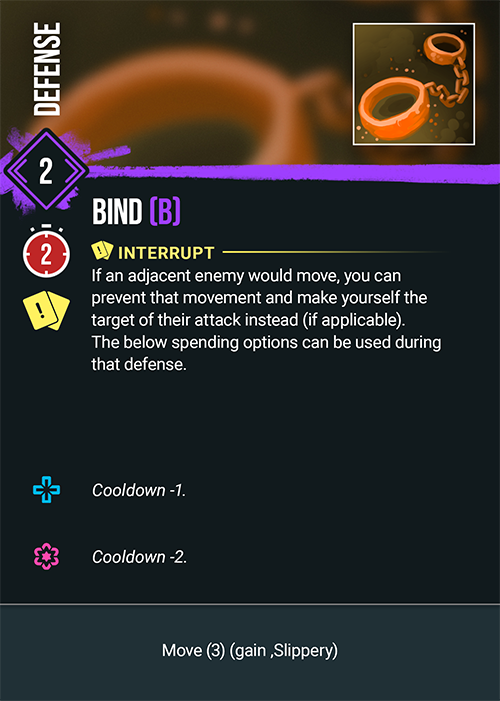 DEFENSE
2
BIND (B)
2
! INTERRUPT
If an adjacent enemy would move, you can
prevent that movement and make yourself the
target of their attack instead (if applicable).
The below spending options can be used during
that defense.
!
Cooldown -1.
Cooldown -2.
Move (3) (gain ,Slippery)